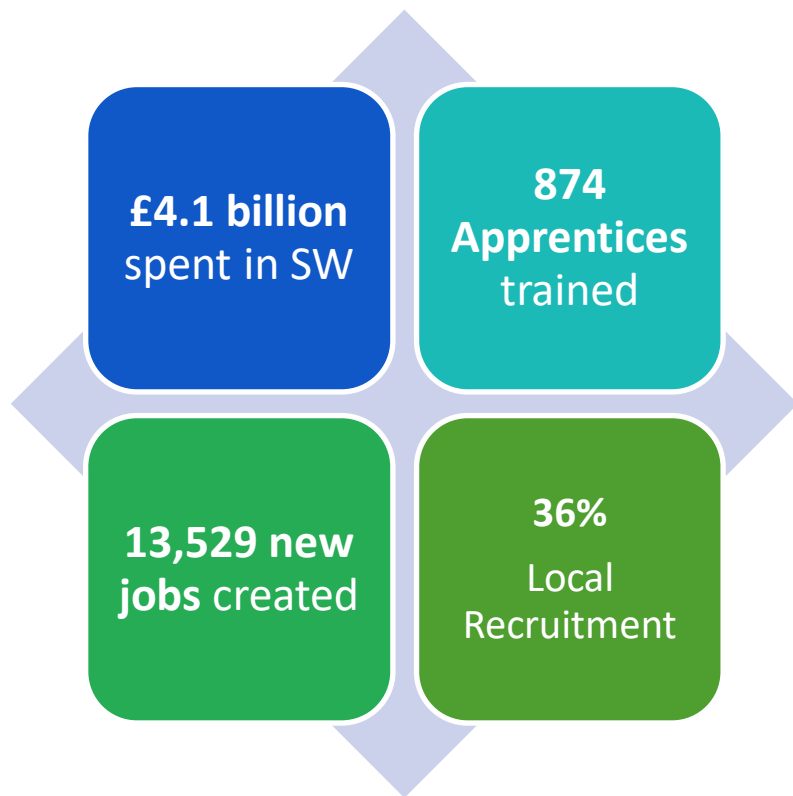 £4.1 billion
spent in SW
874
Apprentices
trained
13,529 new
jobs created
36%
Local
Recruitment